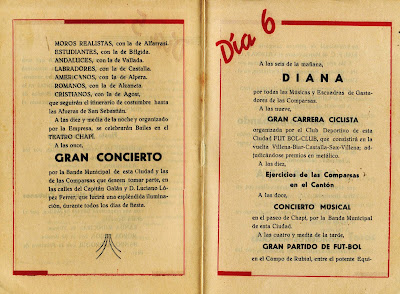 MOROS REALISTAS, con la de Alfarrasí.
ESTUDIANTES, con la de Bélgida.
ANDALUCES, con la de Vallada.
LABRADORES, con la de Castalla.
AMERICANOS, con la de Alpera.
ROMANOS, con la de Ahameta.
CRISTIANOS, con la de Agost,
que seguirán el itinerario de costumbre hasta
las Afueras de San Sebastián.
A las diez y media de la noche y organizado
por la Empresa, se celebrarán Bailes en el
TEATRO CHAPI.
A las once,
GRAN CONCIERTO
por la Banda Municipal de esta Ciudad y las
de las Comparsas que deseen tomar parte, en
las calles del Capitán Galán y D. Luciano Ló-
pez Ferrer, que lucirá una espléndida ilumina-
ción, durante todos los días de fiesta.
Día 6
A las seis de la mañana,
DIANA
por todas las Músicas y Escuadras de Gasta-
dores de las Comparsas.
A las nueve,
GRAN CARRERA CICLISTA
organizada por el Club Deportivo de esta
Ciudad FUT BOL-CLUB, que consistirá en la
vuelta Villena-Biar-Castalla-Sax-Villena; ad-
judicándose premios en metálico.
A las diez,
Ejercicios de las Comparsas
en el Cantón
A las doce,
CONCIERTO MUSICAL
en el paseo de Chapí, por la Banda Municipal
de esta Ciudad.
A las cuatro y media de la tarde,
GRAN PARTIDO DE FUT-BOL
en el Campo de Rubial, entre el potente Equi-